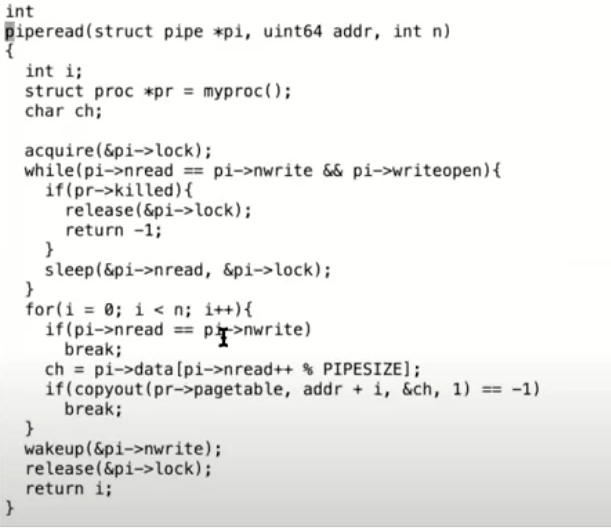 int
piperead(struct pipe *pi, uint64 addr, int n)
{
  int i;
  struct proc *pr = myproc();
  char ch;

  acquire(&pi->lock);
  while(pi->nread == pi->nwrite && pi->writeopen){
    if(pr->killed){
      release(&pi->lock);
      return -1;
    }
    sleep(&pi->nread, &pi->lock);
  }
  for(i = 0; i < n; i++){
    if(pi->nread == pi->nwrite)
      break;
    ch = pi->data[pi->nread++ % PIPESIZE];
    if(copyout(pr->pagetable, addr + i, &ch, 1) == -1)
      break;
  }
  wakeup(&pi->nwrite);
  release(&pi->lock);
  return i;
}